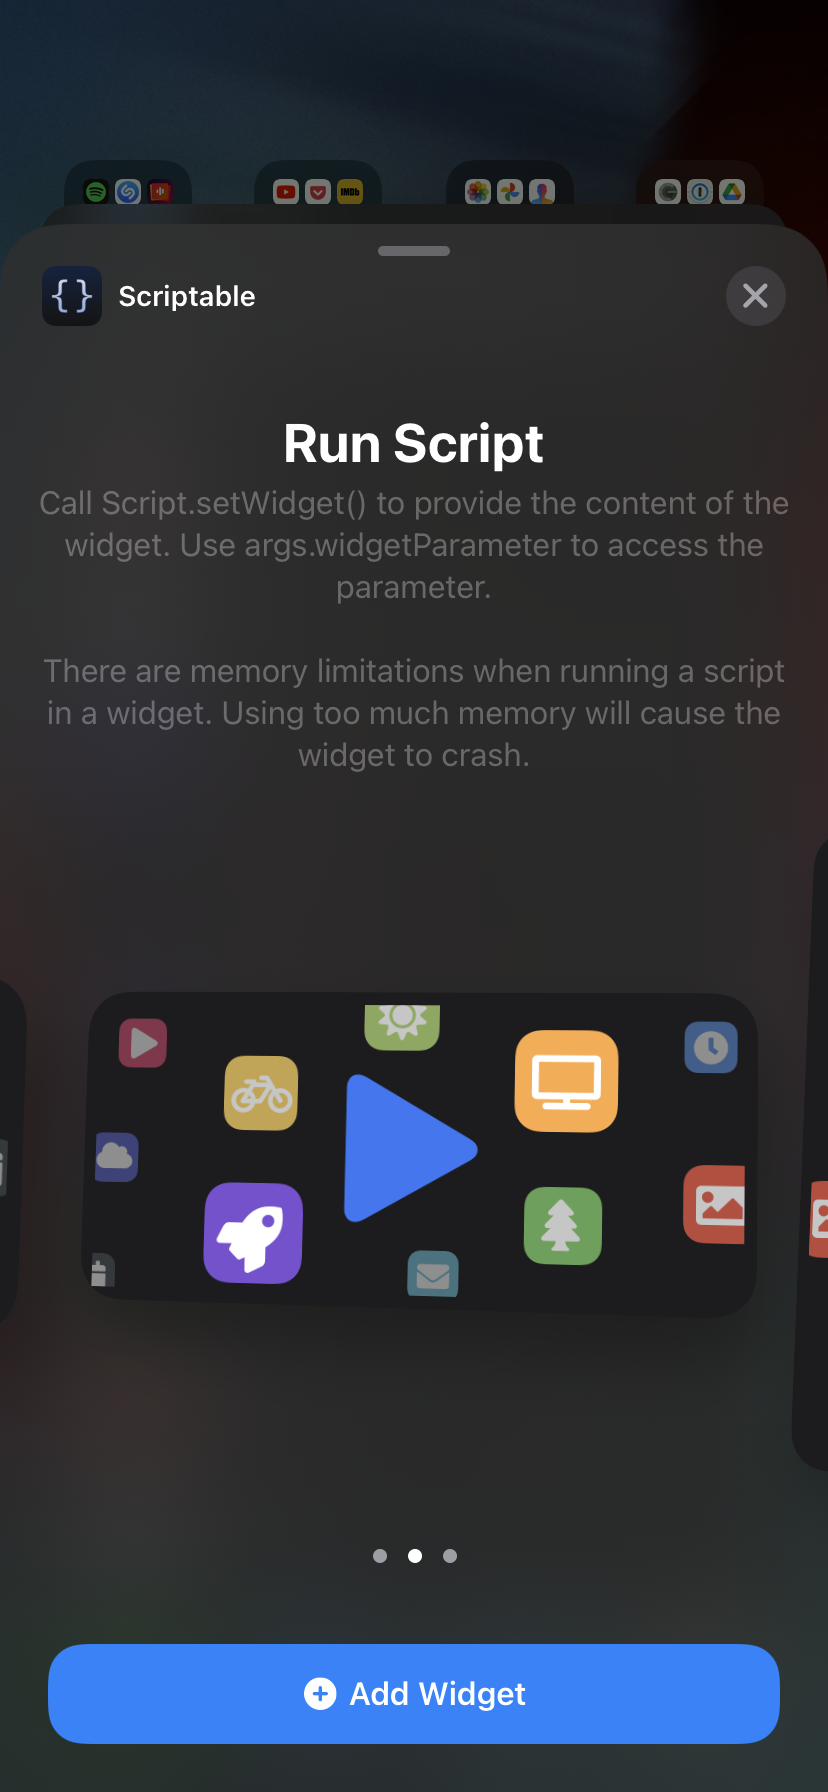 IMDb
{} Scriptable
Run Script
Call Script.setWidget() to provide the content of the
widget. Use args.widgetParameter to access the
parameter.
There are memory limitations when running a script
in a widget. Using too much memory will cause the
widget to crash.
Add Widget